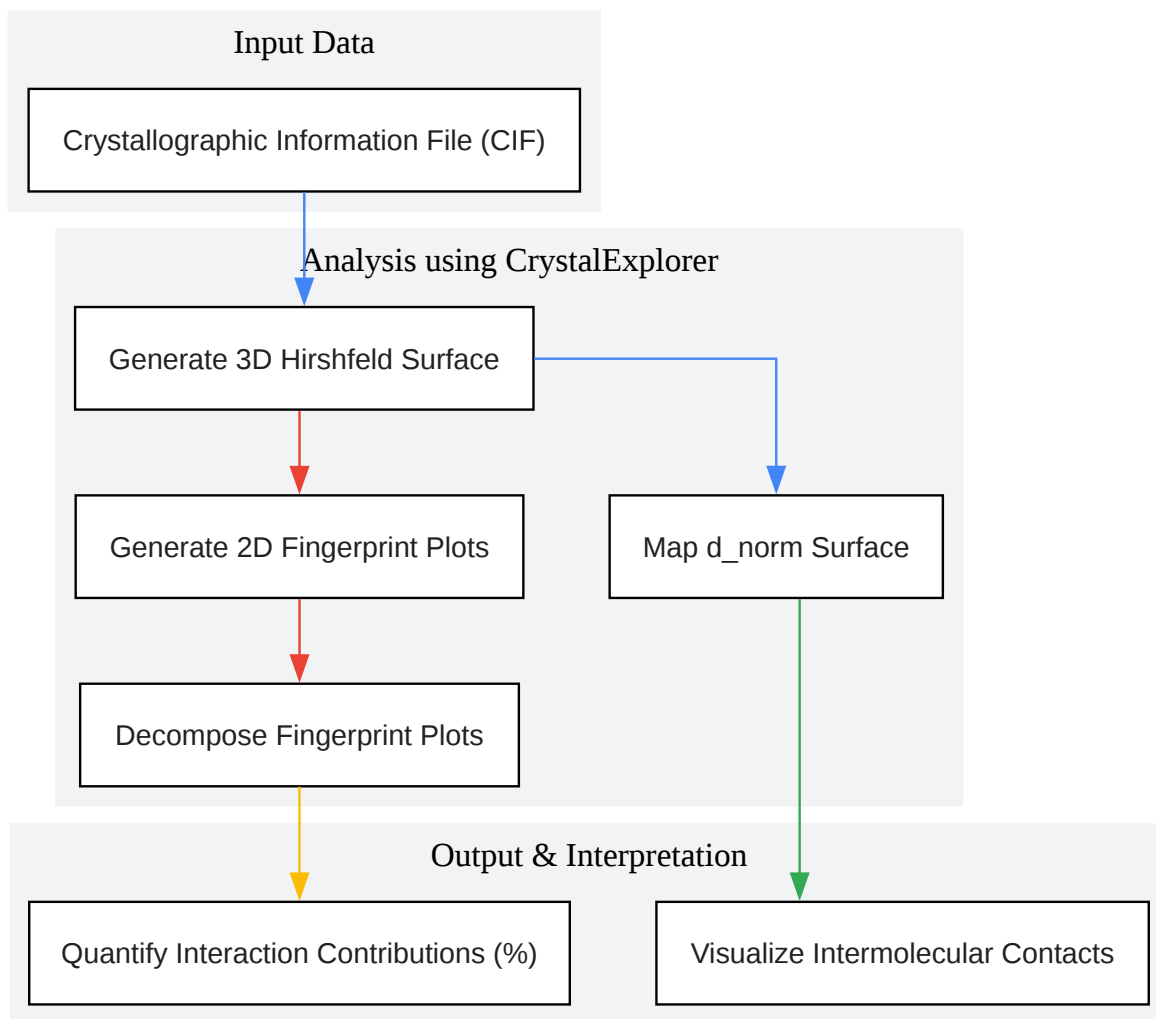 Input Data
Crystallographic Information File (CIF)
Analysis using CrystalExplorer
Generate 3D Hirshfeld Surface
Generate 2D Fingerprint Plots
Map d_norm Surface
Decompose Fingerprint Plots
Output & Interpretation
Quantify Interaction Contributions (%)
Visualize Intermolecular Contacts